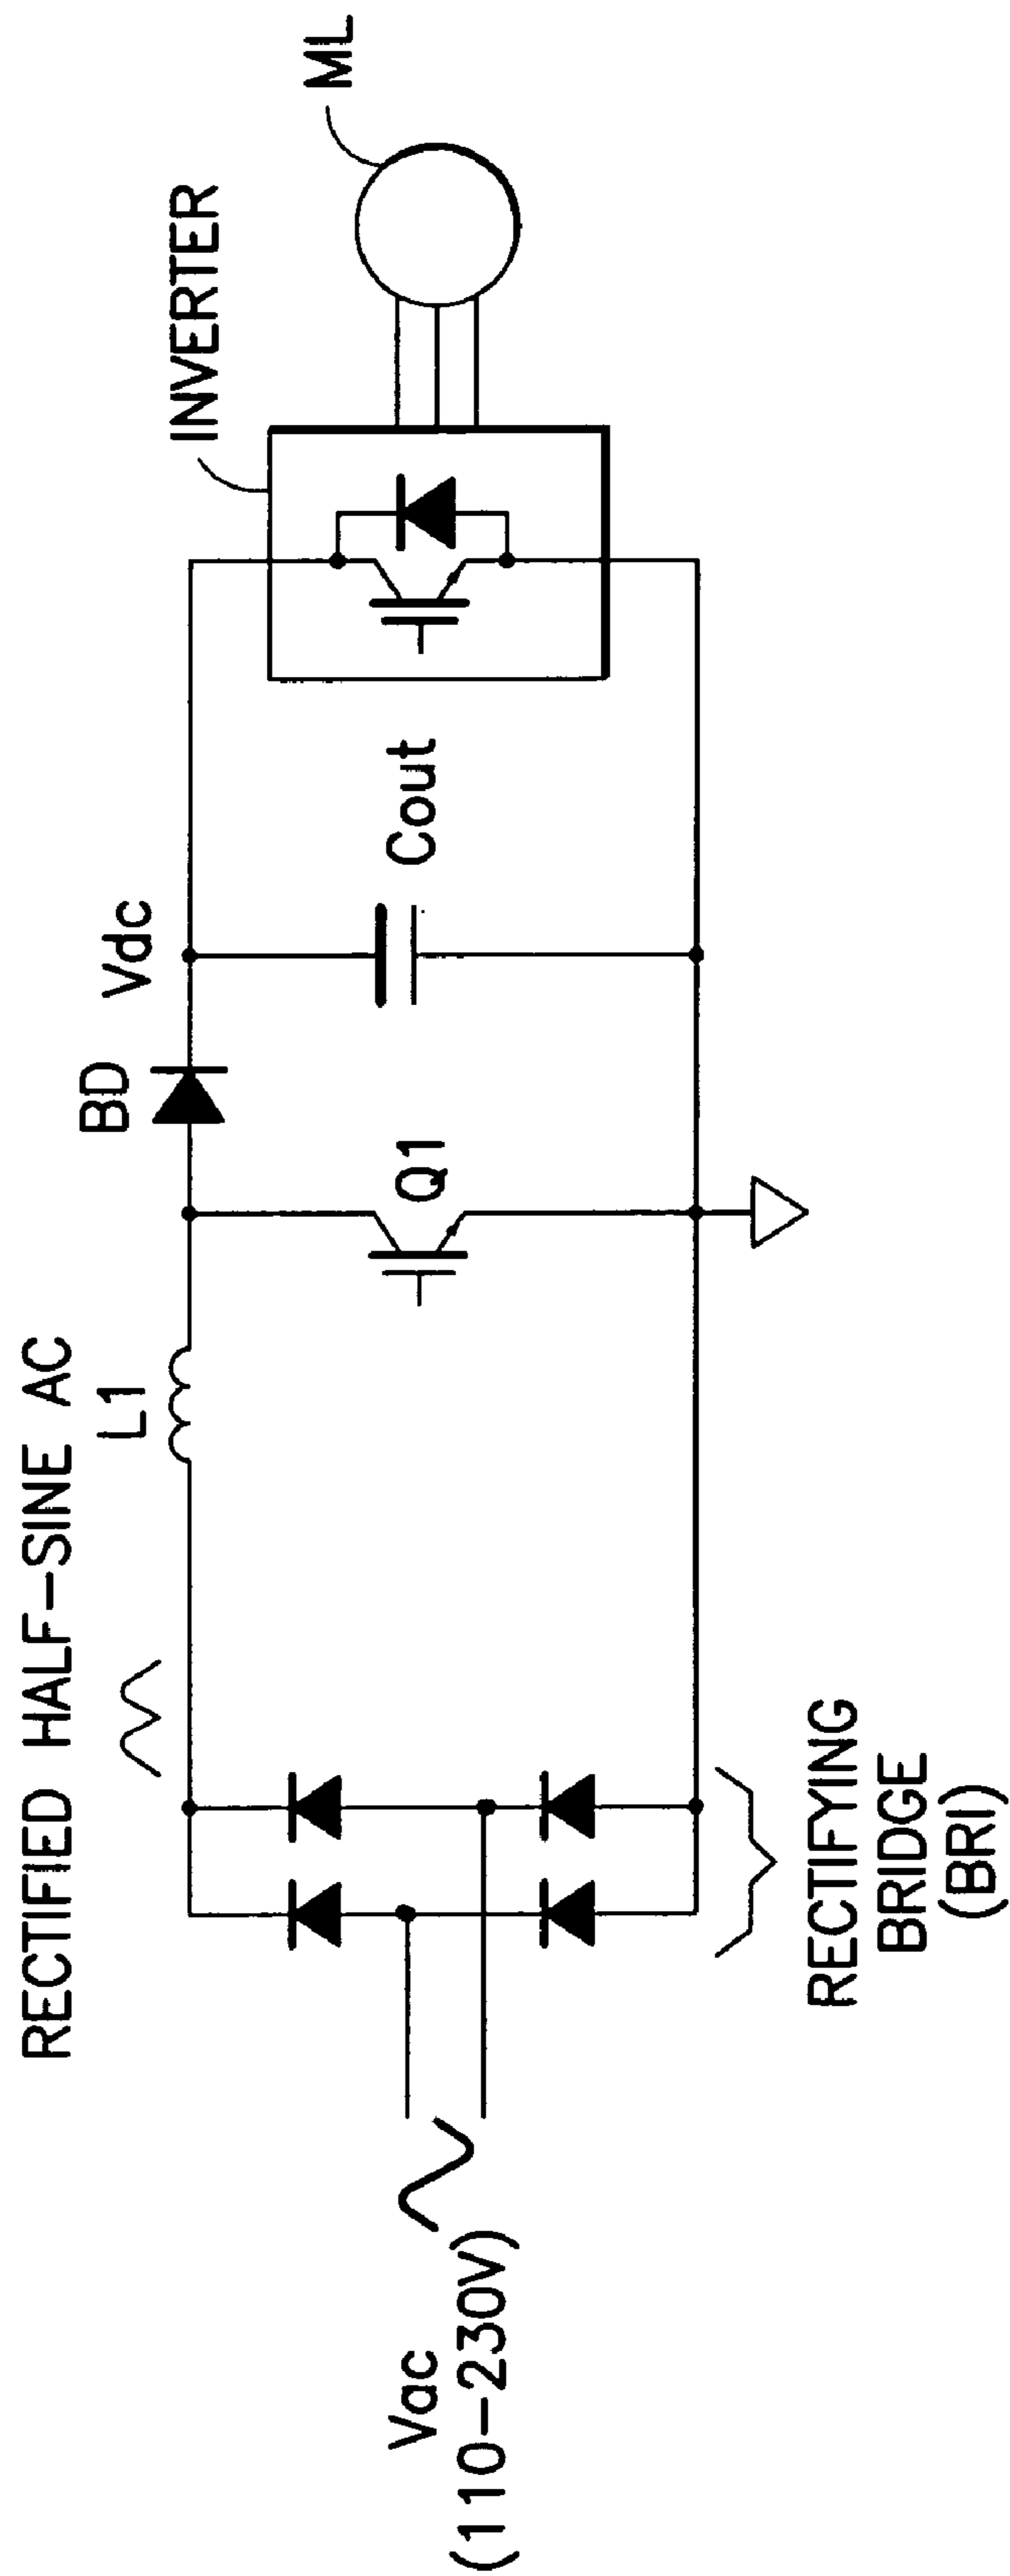 RECTIFIED HALF-SINE AC
L1
BD
Vdc
INVERTER
ML
Q1
Cout
Vac
(110-230V)
RECTIFYING
BRIDGE
(BRI)